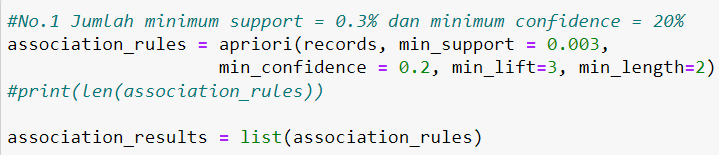 #No.1 Jumlah minimum support = 0.3% dan minimum confidence = 20%
association_rules = apriori(records, min_support = 0.003,
min_confidence = 0.2, min_lift=3, min_length=2)
#print(len(association_rules))
association_results = list(association_rules)